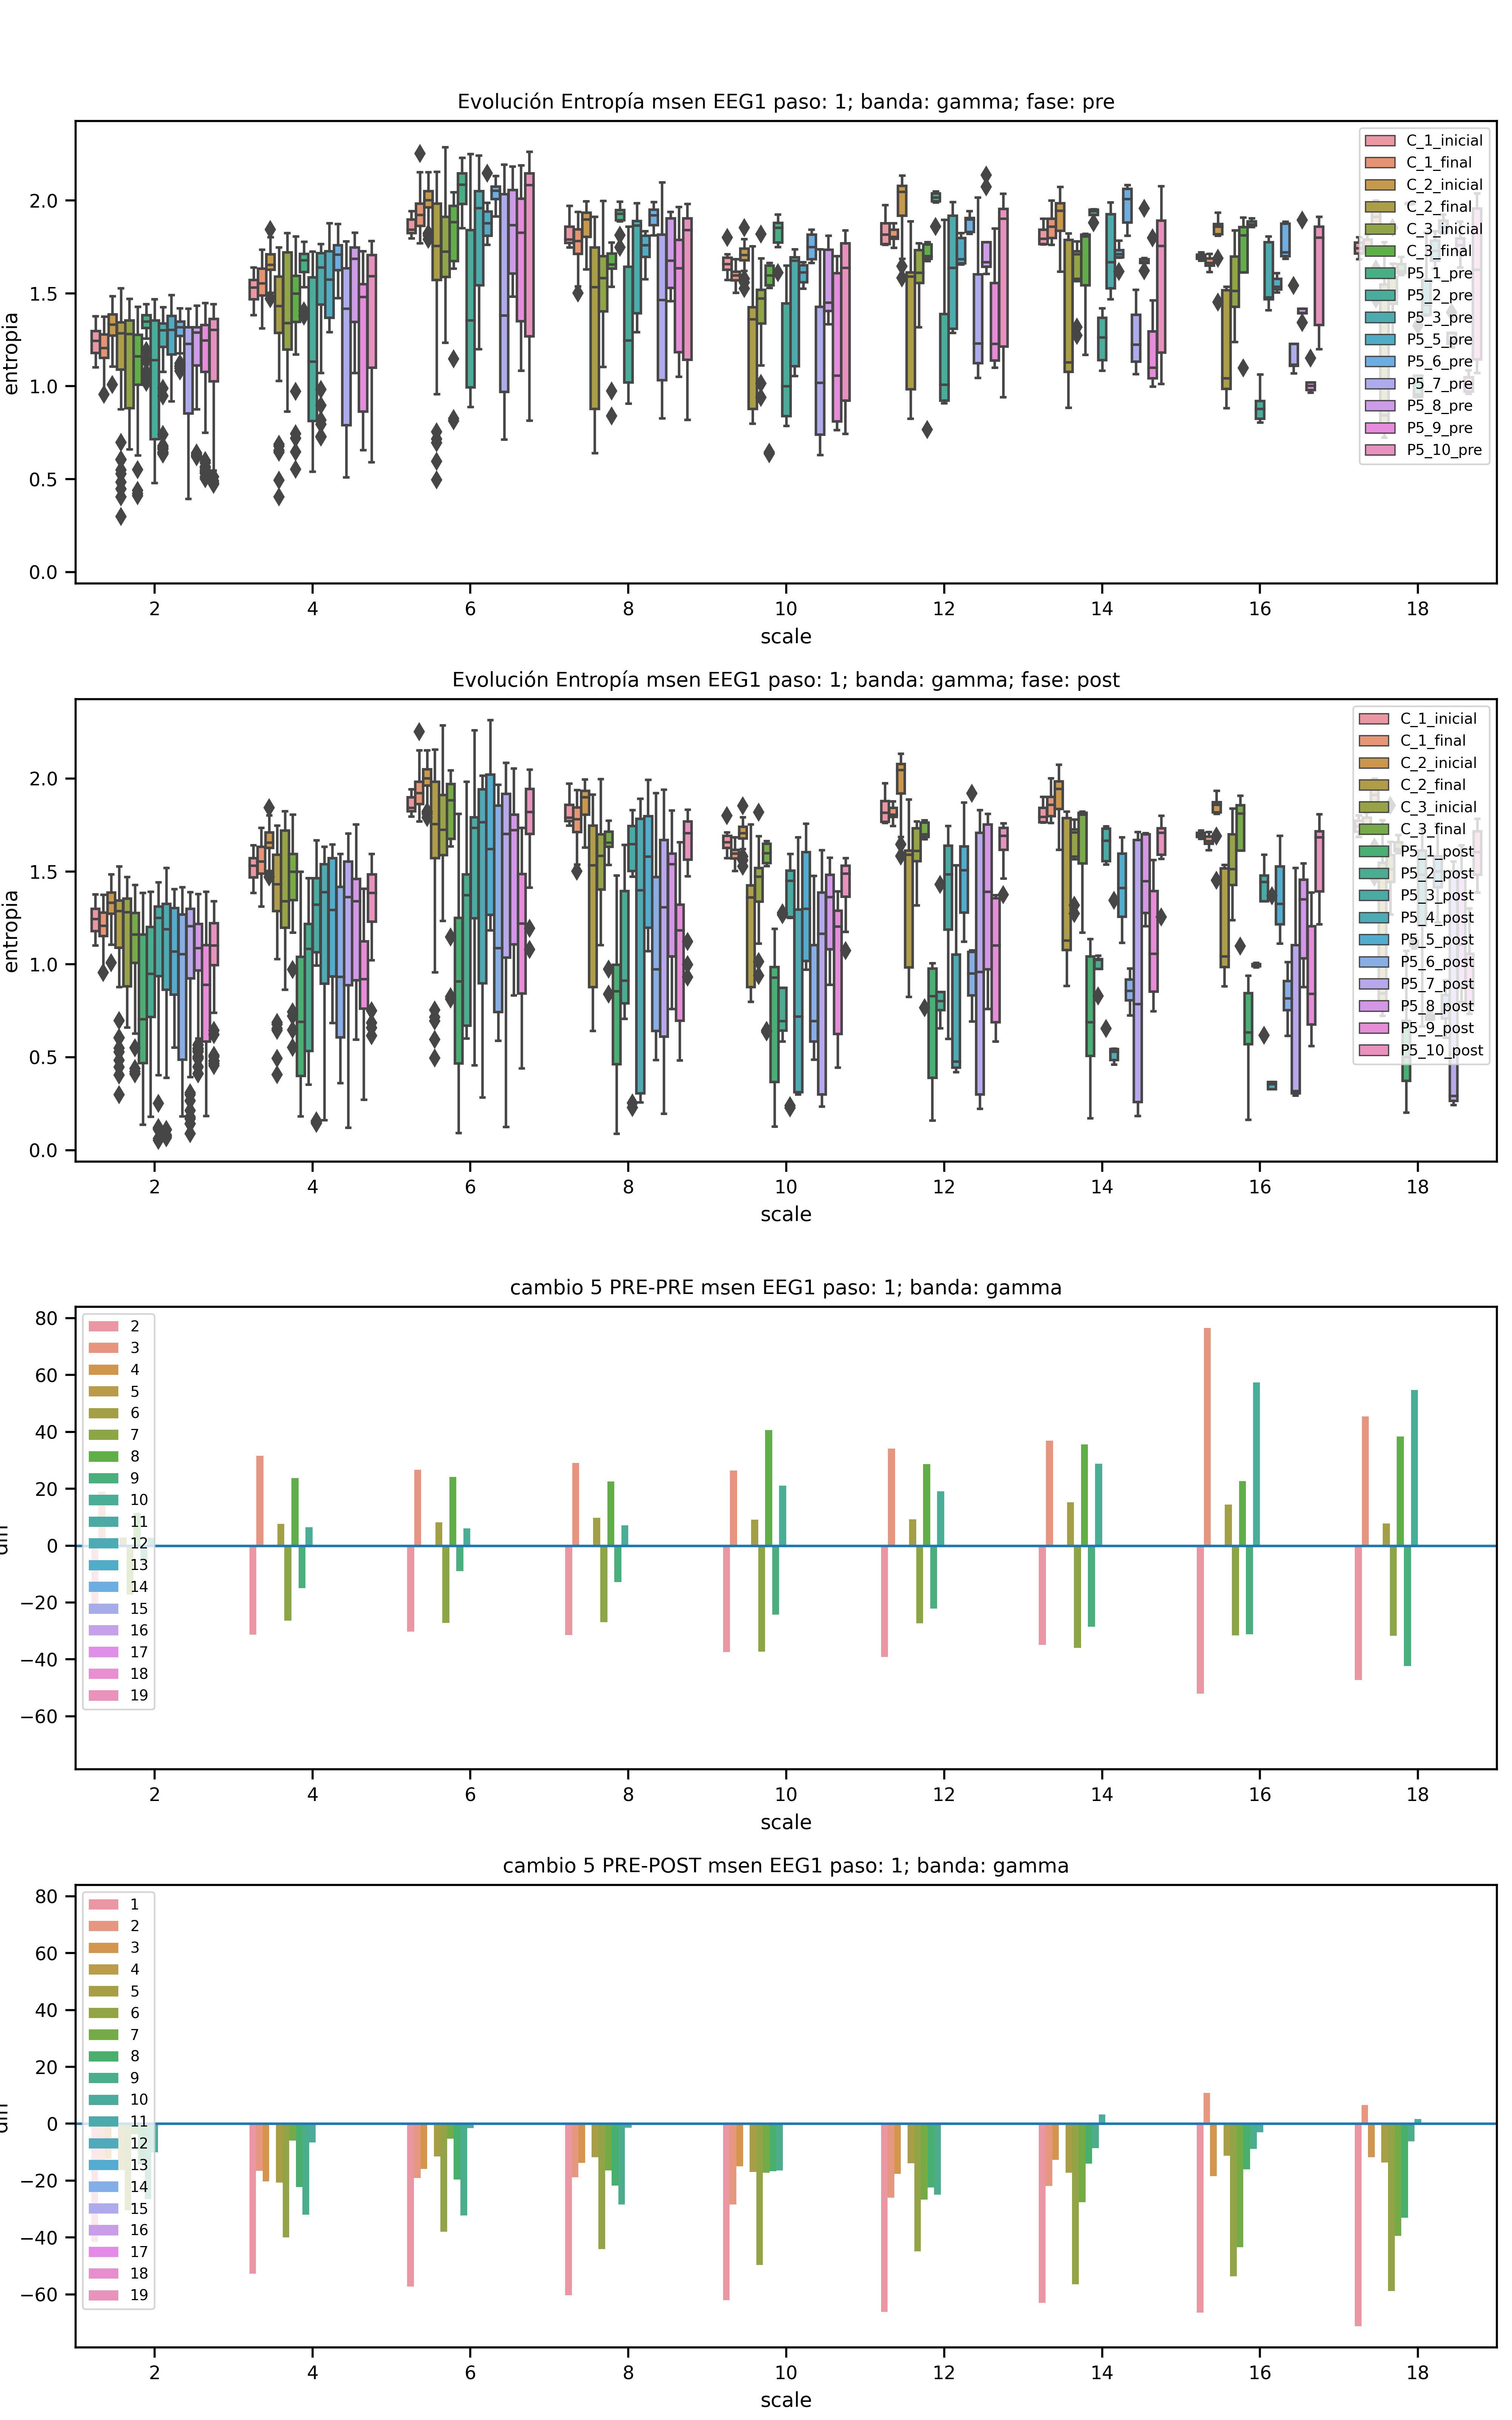 Evolución Entropía msen EEG1 paso: 1; banda: gamma; fase: pre
entropia
2.0
1.5
1.0
0.5
0.0
2 4 6 8 10 12 14 16 18
scale
C_1_inicial
C_1_final
C_2_inicial
C_2_final
C_3_inicial
C_3_final
P5_1_pre
P5_2_pre
P5_3_pre
P5_5_pre
P5_6_pre
P5_7_pre
P5_8_pre
P5_9_pre
P5_10_pre
Evolución Entropía msen EEG1 paso: 1; banda: gamma; fase: post
entropia
2.0
1.5
1.0
0.5
0.0
2 4 6 8 10 12 14 16 18
scale
C_1_inicial
C_1_final
C_2_inicial
C_2_final
C_3_inicial
C_3_final
P5_1_post
P5_2_post
P5_3_post
P5_4_post
P5_5_post
P5_6_post
P5_7_post
P5_8_post
P5_9_post
P5_10_post
cambio 5 PRE-PRE msen EEG1 paso: 1; banda: gamma
80
60
40
20
0
−20
−40
−60
2
3
4
5
6
7
8
9
10
11
12
13
14
15
16
17
18
19
2 4 6 8 10 12 14 16 18
scale
cambio 5 PRE-POST msen EEG1 paso: 1; banda: gamma
80
60
40
20
0
−20
−40
−60
1
2
3
4
5
6
7
8
9
10
11
12
13
14
15
16
17
18
19
2 4 6 8 10 12 14 16 18
scale